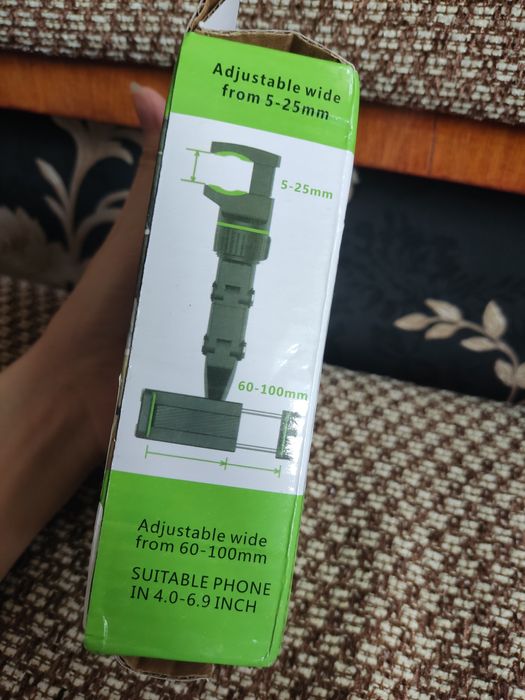 Adjustable wide
from 5-25mm
5-25mm
60-100mm
Adjustable wide
from 60-100mm
SUITABLE PHONE
IN 4.0-6.9 INCH